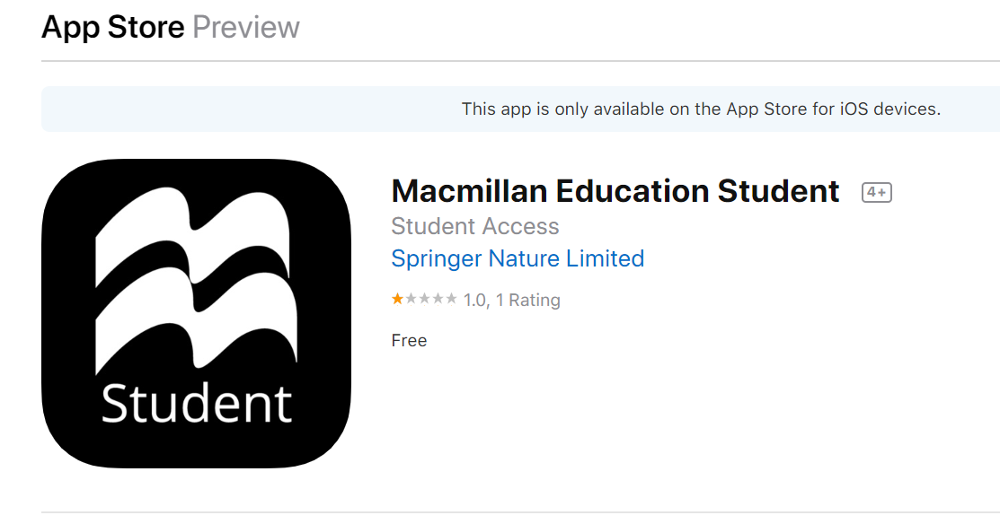 App Store Preview
This app is only available on the App Store for iOS devices.
Macmillan Education Student 4+
Student Access
Springer Nature Limited
1.0, 1 Rating
Free
Student